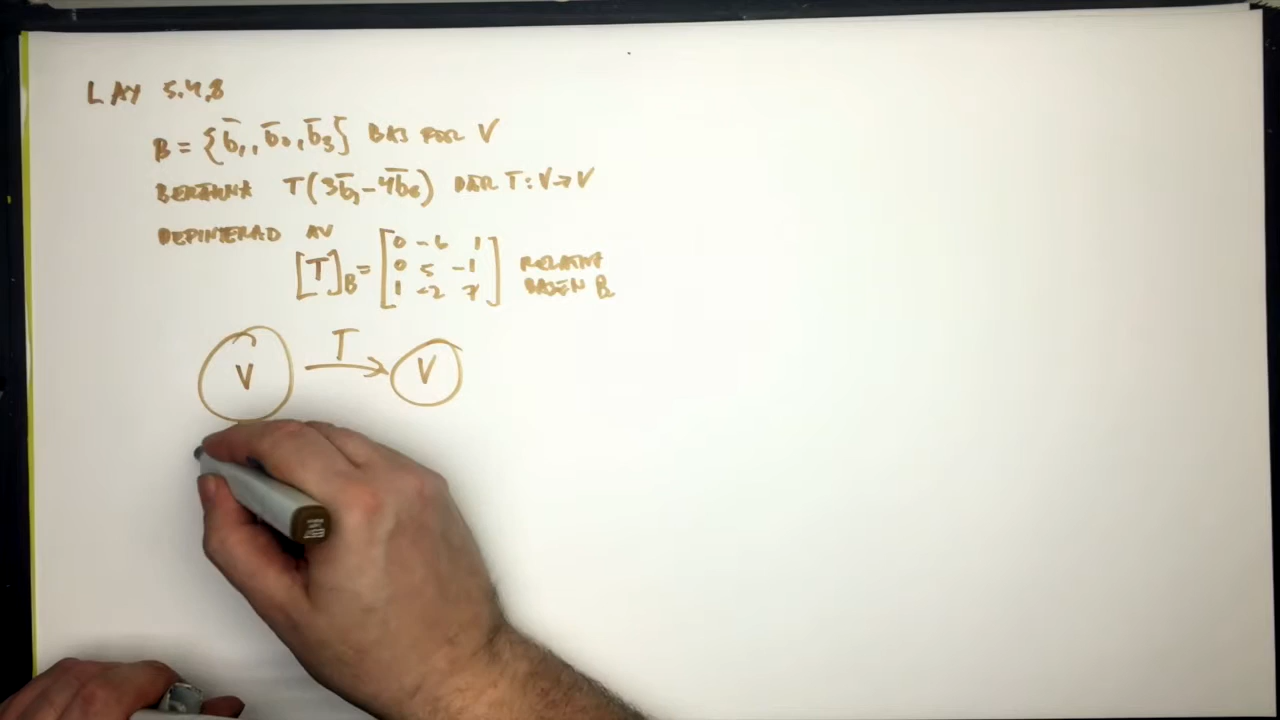 LAY 5.4.8
B = {b̄₁, b̄₂, b̄₃} BAS FÖR V
BERÄKNA T(3b̄₁ - 4b̄₂) DÄR T: V→V
DEFINIERAD AV
[T]_B = [0 -6 1
0 5 -1
1 -2 7] RELATIVT
BASEN B
V T V